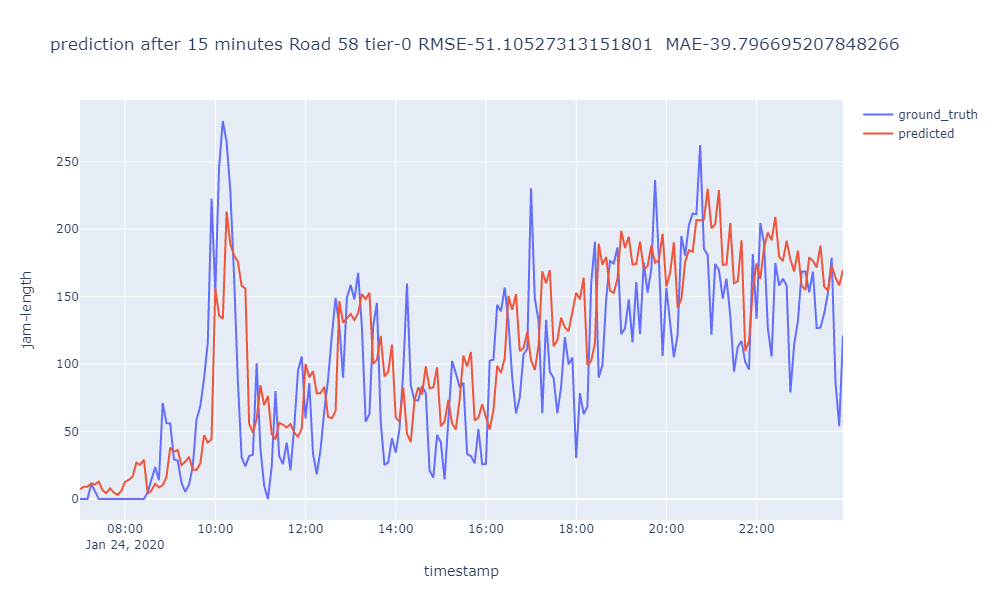 prediction after 15 minutes Road 58 tier-0 RMSE-51.10527313151801  MAE-39.796695207848266
ground_truth
predicted
250
200
150
100
50
0
jam-length
08:00 10:00 12:00 14:00 16:00 18:00 20:00 22:00
Jan 24, 2020
timestamp